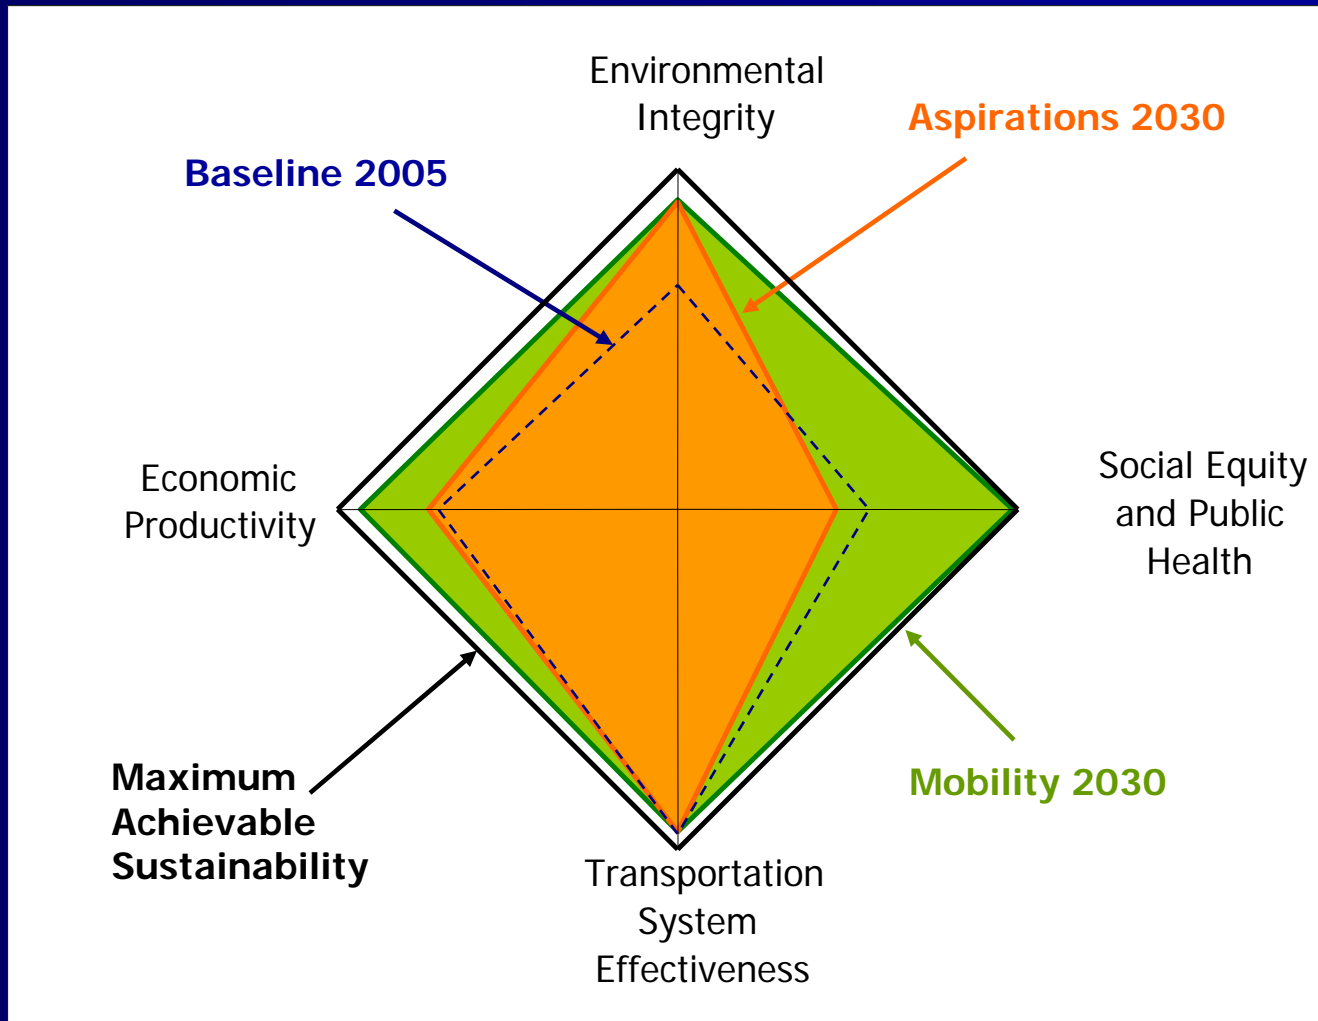 Environmental
Integrity
Aspirations 2030
Baseline 2005
Economic
Productivity
Social Equity
and Public
Health
Maximum
Achievable
Sustainability
Mobility 2030
Transportation
System
Effectiveness